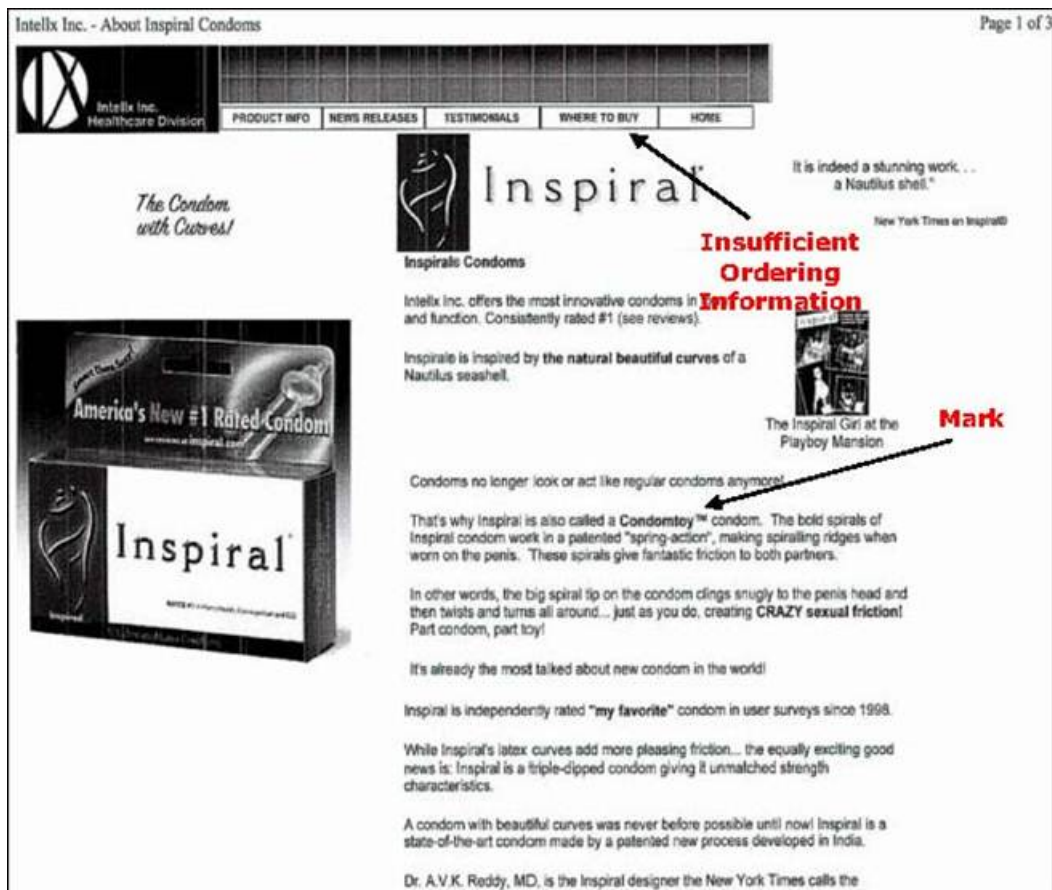 Intellx Inc. - About Inspiral Condoms
Page 1 of 3
IX
Intellx Inc.
Healthcare Division
PRODUCT INFO
NEWS RELEASES
TESTIMONIALS
WHERE TO BUY
HOME
The Condom
with Curves!
Inspiral
It is indeed a stunning work. . .
a Nautilus shell."
New York Times on Inspiral®
Insufficient
Ordering
Information
Inspirals Condoms
Intellx Inc. offers the most innovative condoms in
and function. Consistently rated #1 (see reviews).
Inspirals is inspired by the natural beautiful curves of a
Nautilus seashell.
The Inspiral Girl at the
Playboy Mansion
Mark
America's New #1 Rated Condom
inspiral.com
Inspiral
Inspired!
Condoms no longer look or act like regular condoms anymore!
That's why Inspiral is also called a Condomtoy™ condom. The bold spirals of
Inspiral condom work in a patented "spring-action", making spiralling ridges when
worn on the penis. These spirals give fantastic friction to both partners.
In other words, the big spiral tip on the condom clings snugly to the penis head and
then twists and turns all around... just as you do, creating CRAZY sexual friction!
Part condom, part toy!
It's already the most talked about new condom in the world!
Inspiral is independently rated "my favorite" condom in user surveys since 1998.
While Inspiral's latex curves add more pleasing friction... the equally exciting good
news is: Inspiral is a triple-dipped condom giving it unmatched strength
characteristics.
A condom with beautiful curves was never before possible until now! Inspiral is a
state-of-the-art condom made by a patented new process developed in India.
Dr. A.V.K. Reddy, MD, is the Inspiral designer the New York Times calls the